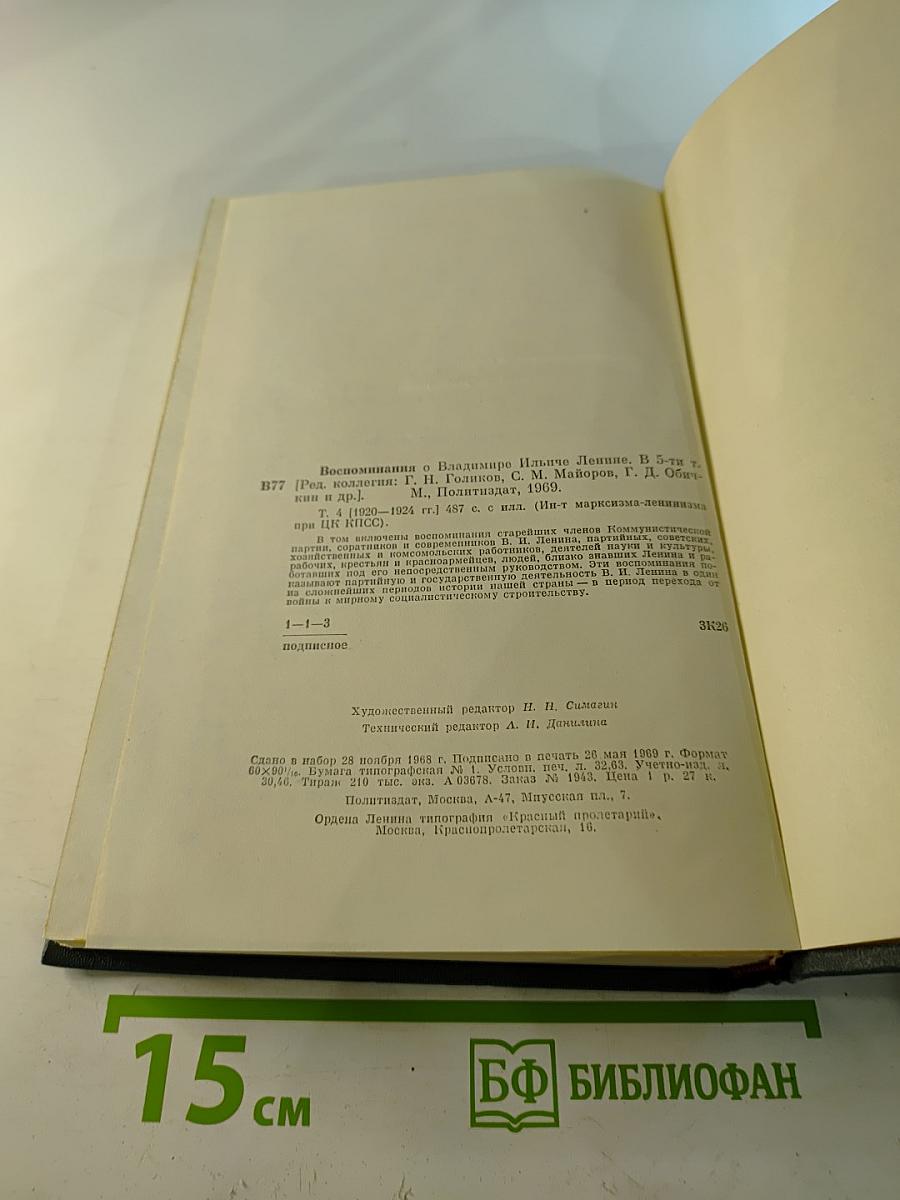 Воспоминания о Владимире Ильиче Ленине. В 5-ти т.
В77 [Ред. коллегия: Г. Н. Голиков, С. М. Майоров, Г. Д. Обич-
кин и др.]. М., Политиздат, 1969.
Т. 4 [1920—1924 гг.] 487 с. с илл. (Ин-т марксизма-ленинизма
при ЦК КПСС).
В том включены воспоминания старейших членов Коммунистической
партии, соратников и современников В. И. Ленина, партийных, советских,
хозяйственных и комсомольских работников, деятелей науки и культуры,
рабочих, крестьян и красноармейцев, людей, близко знавших Ленина и ра-
ботавших под его непосредственным руководством. Эти воспоминания по-
казывают партийную и государственную деятельность В. И. Ленина в один
из сложнейших периодов истории нашей страны — в период перехода от
войны к мирному социалистическому строительству.
1—1—3 3К26
подписное
Художественный редактор Н. Н. Симагин
Технический редактор А. И. Данилина
Сдано в набор 28 ноября 1968 г. Подписано в печать 26 мая 1969 г. Формат
60×90¹/₁₆. Бумага типографская № 1. Условн. печ. л. 32,63. Учетно-изд. л.
30,46. Тираж 210 тыс. экз. А 03678. Заказ № 1943. Цена 1 р. 27 к.
Политиздат, Москва, А-47, Миусская пл., 7.
Ордена Ленина типография «Красный пролетарий».
Москва, Краснопролетарская, 16.
15 см
БФ БИБЛИОФАН